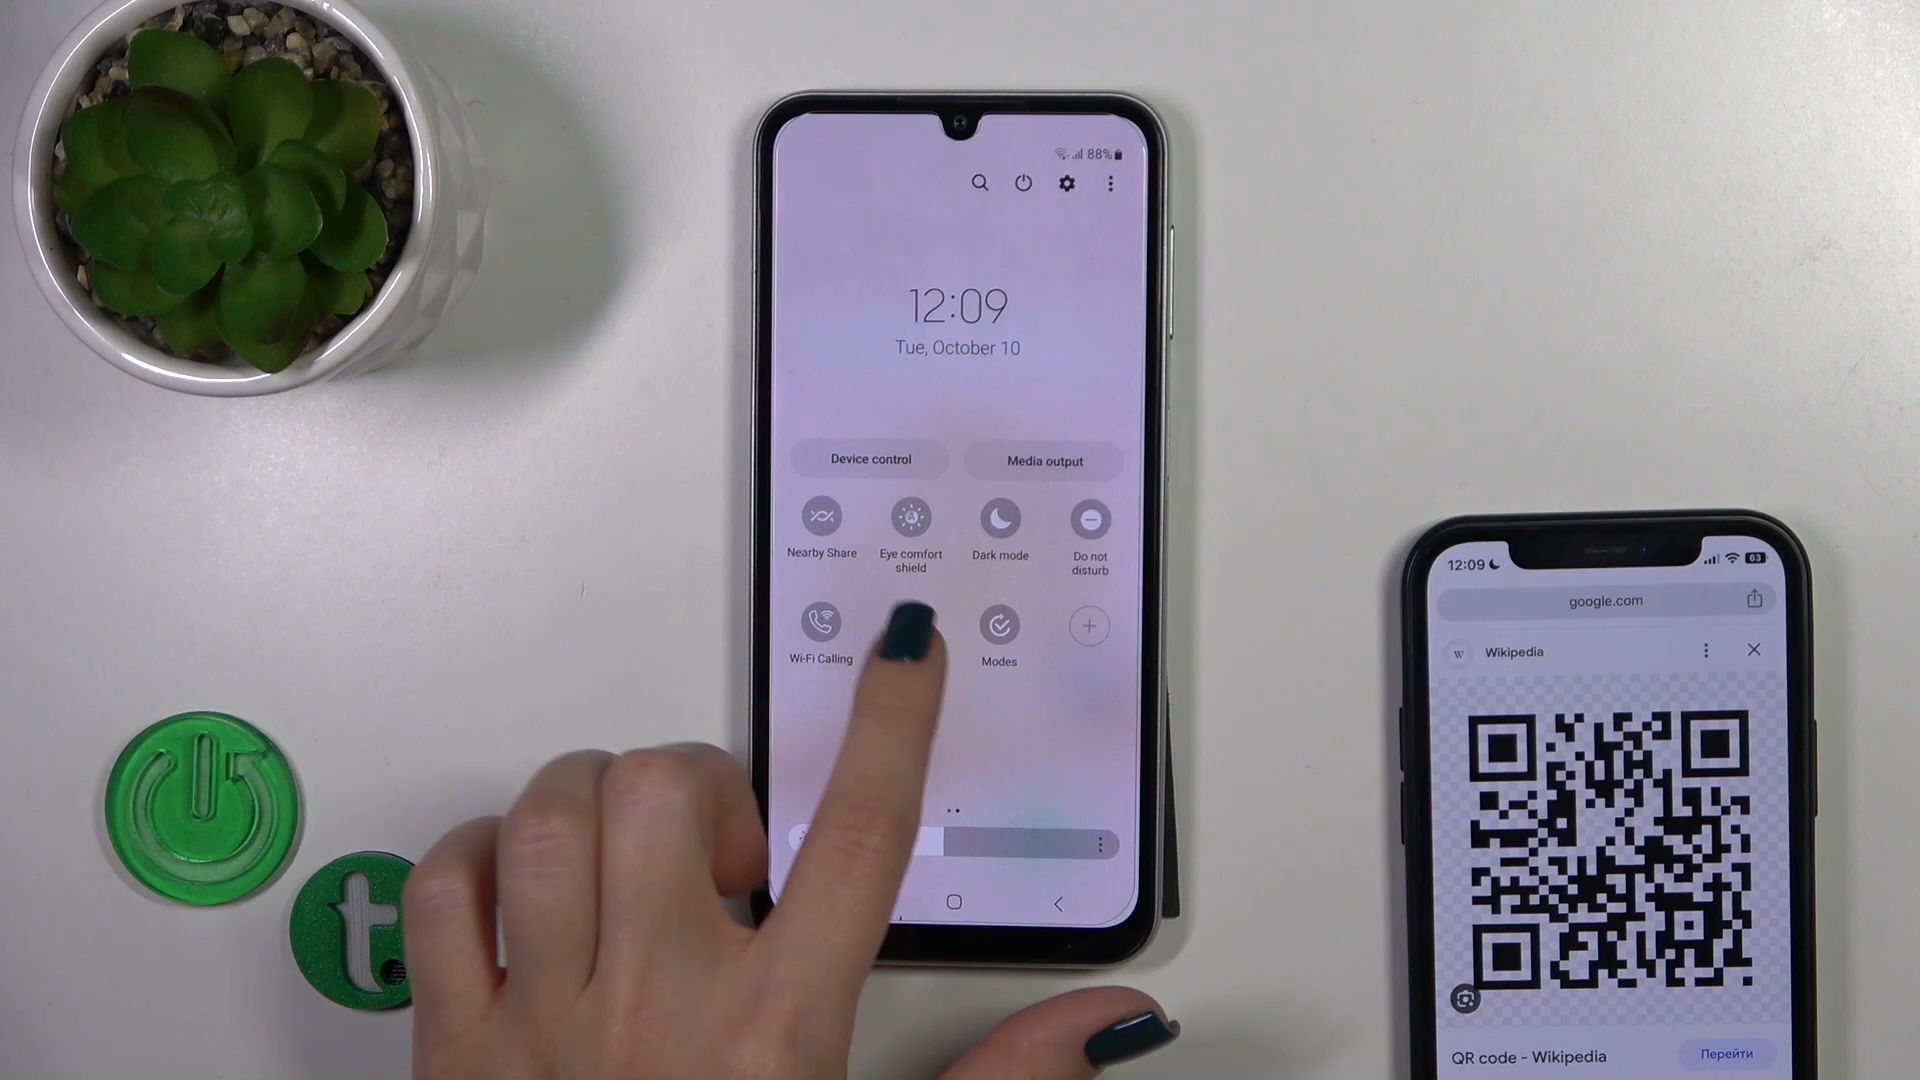 88%
12:09
Tue, October 10
Device control
Media output
Nearby Share
Eye comfort
shield
Dark mode
Do not
disturb
Wi-Fi Calling
Modes
t.
12:09
63
google.com
W
Wikipedia
QR code - Wikipedia
Перейти